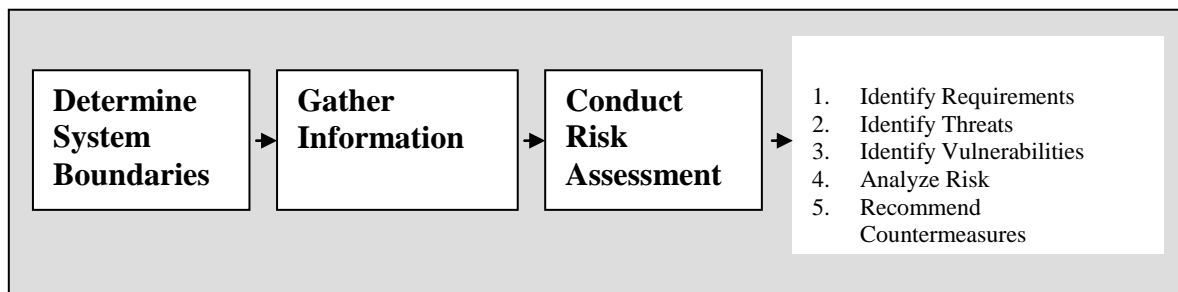 Determine
System
Boundaries
Gather
Information
Conduct
Risk
Assessment
1. Identify Requirements
2. Identify Threats
3. Identify Vulnerabilities
4. Analyze Risk
5. Recommend
Countermeasures